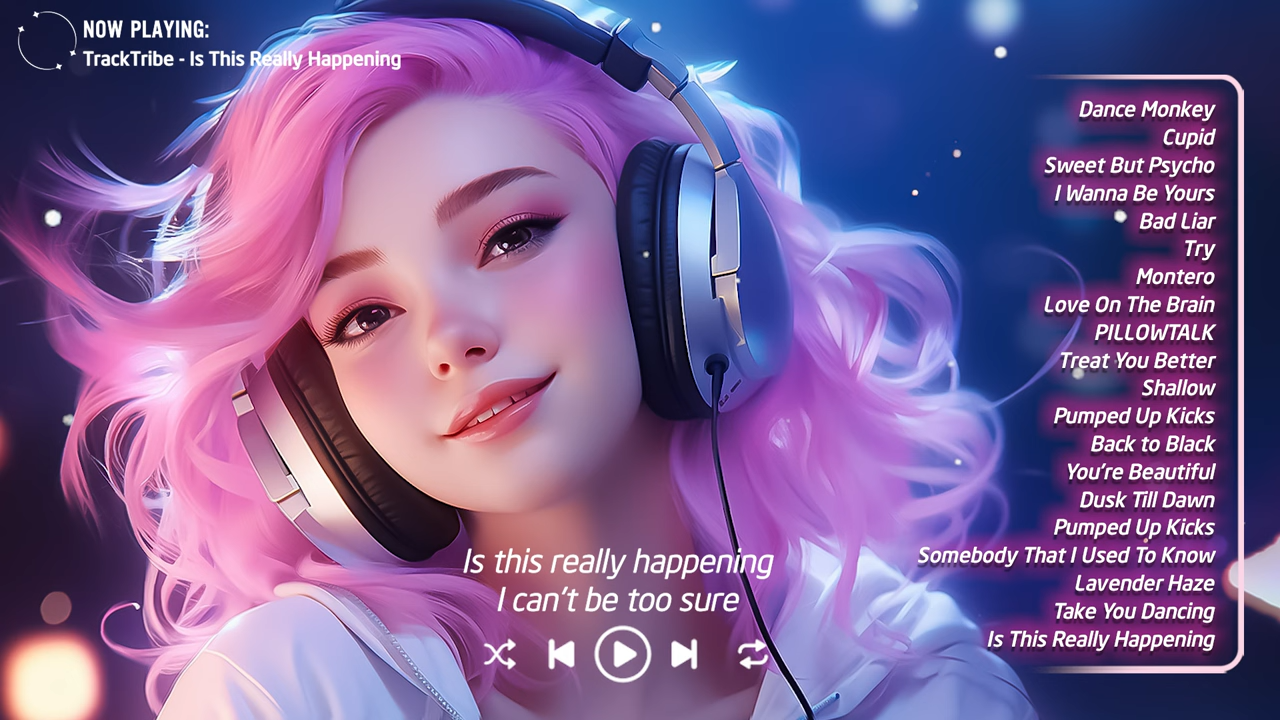 NOW PLAYING:
TrackTribe - Is This Really Happening
Dance Monkey
Cupid
Sweet But Psycho
I Wanna Be Yours
Bad Liar
Try
Montero
Love On The Brain
PILLOWTALK
Treat You Better
Shallow
Pumped Up Kicks
Back to Black
You're Beautiful
Dusk Till Dawn
Pumped Up Kicks
Somebody That I Used To Know
Lavender Haze
Take You Dancing
Is This Really Happening
Is this really happening
I can't be too sure